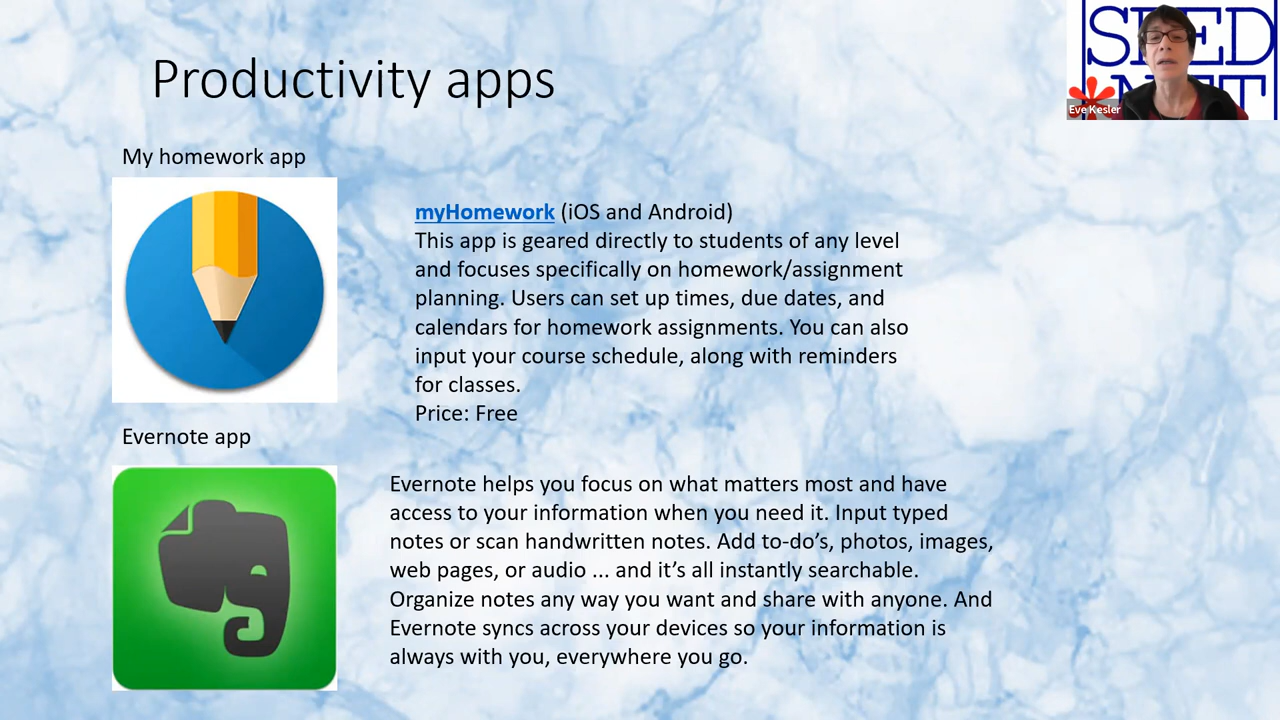 Productivity apps
SPED
NET
Eve Kesler
My homework app
myHomework (iOS and Android)
This app is geared directly to students of any level
and focuses specifically on homework/assignment
planning. Users can set up times, due dates, and
calendars for homework assignments. You can also
input your course schedule, along with reminders
for classes.
Price: Free
Evernote app
Evernote helps you focus on what matters most and have
access to your information when you need it. Input typed
notes or scan handwritten notes. Add to-do’s, photos, images,
web pages, or audio ... and it’s all instantly searchable.
Organize notes any way you want and share with anyone. And
Evernote syncs across your devices so your information is
always with you, everywhere you go.